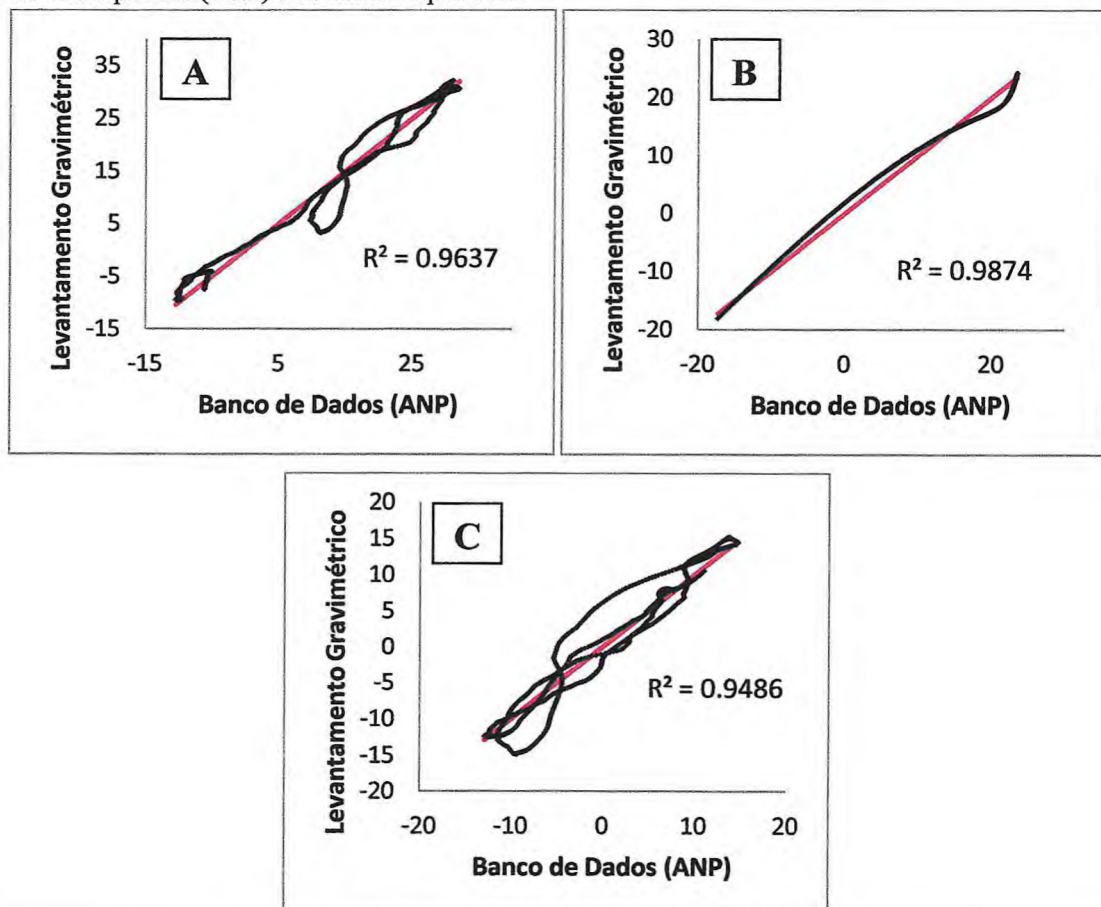 A
Levantamento Gravimétrico
35
25
15
5
-5
-15
R² = 0.9637
-15 5 25
Banco de Dados (ANP)
B
Levantamento Gravimétrico
30
20
10
0
-10
-20
R² = 0.9874
-20 0 20
Banco de Dados (ANP)
C
Levantamento Gravimétrico
20
15
10
5
0
-5
-10
-15
-20
R² = 0.9486
-20 -10 0 10 20
Banco de Dados (ANP)